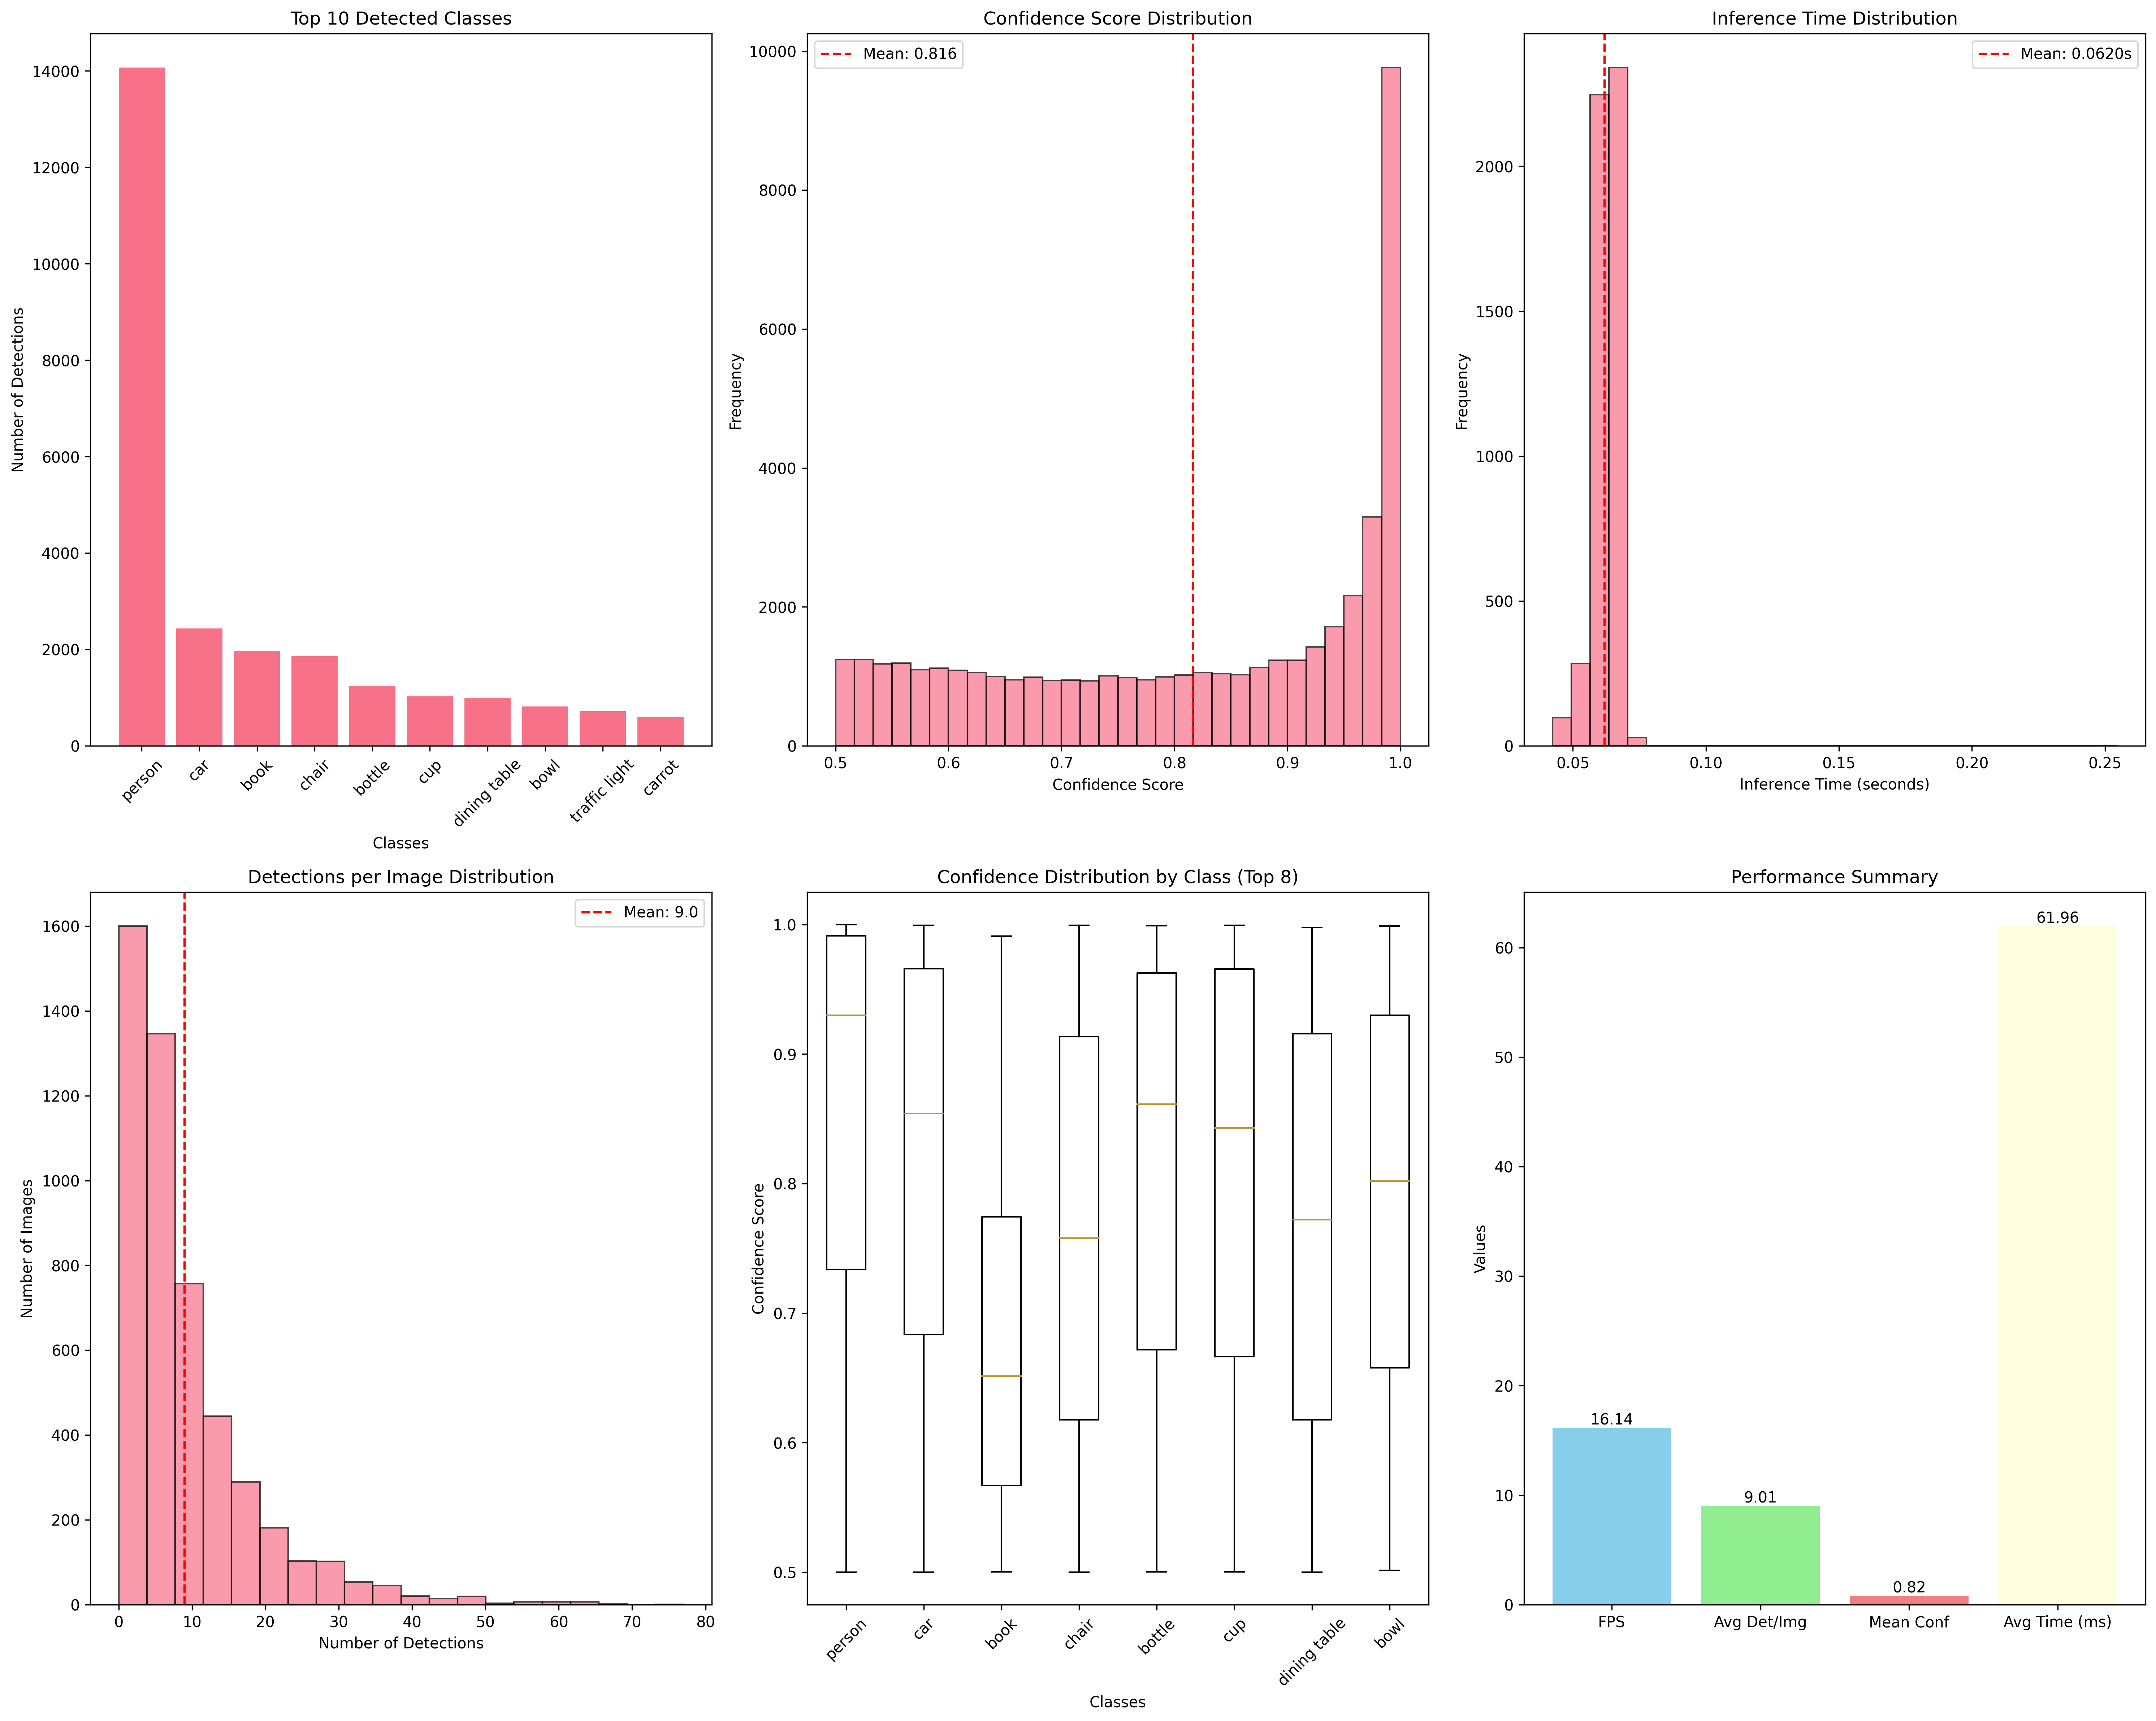 Top 10 Detected Classes
Number of Detections
14000
12000
10000
8000
6000
4000
2000
0
person
car
book
chair
bottle
cup
dining table
bowl
traffic light
carrot
Classes
Confidence Score Distribution
Mean: 0.816
Frequency
10000
8000
6000
4000
2000
0
0.5
0.6
0.7
0.8
0.9
1.0
Confidence Score
Inference Time Distribution
Mean: 0.0620s
Frequency
2000
1500
1000
500
0
0.05
0.10
0.15
0.20
0.25
Inference Time (seconds)
Detections per Image Distribution
Mean: 9.0
Number of Images
1600
1400
1200
1000
800
600
400
200
0
0
10
20
30
40
50
60
70
80
Number of Detections
Confidence Distribution by Class (Top 8)
Confidence Score
1.0
0.9
0.8
0.7
0.6
0.5
person
car
book
chair
bottle
cup
dining table
bowl
Classes
Performance Summary
Values
60
50
40
30
20
10
0
16.14
9.01
0.82
61.96
FPS
Avg Det/Img
Mean Conf
Avg Time (ms)